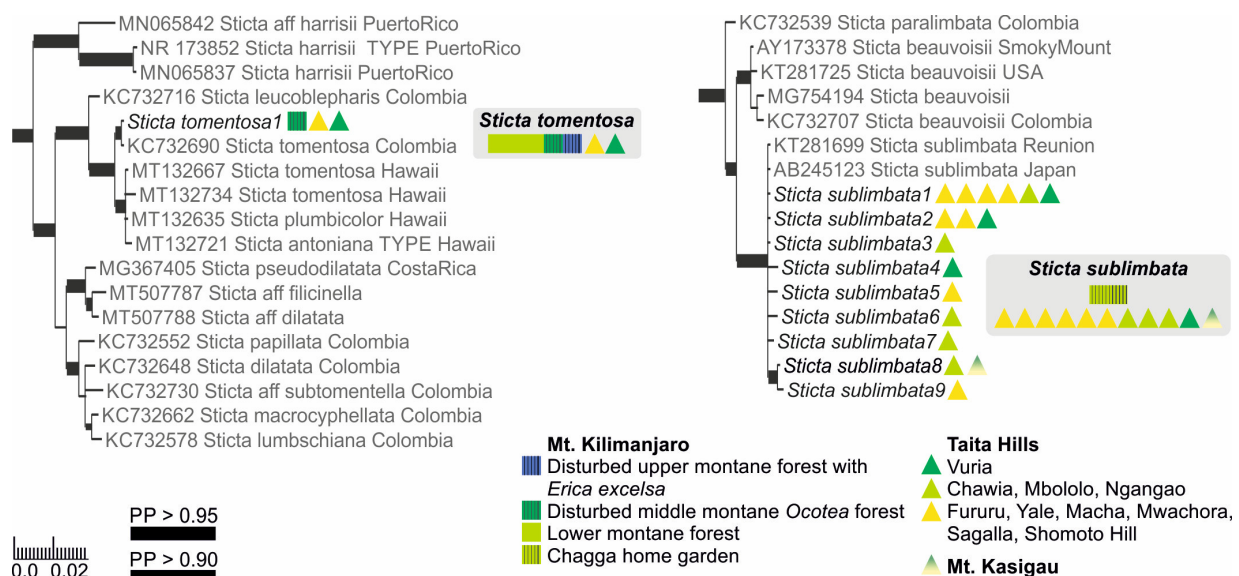 MN065842 Sticta aff harrisii PuertoRico
NR 173852 Sticta harrisii TYPE PuertoRico
MN065837 Sticta harrisii PuertoRico
KC732716 Sticta leucoblepharis Colombia
Sticta tomentosa1
KC732690 Sticta tomentosa Colombia
MT132667 Sticta tomentosa Hawaii
MT132734 Sticta tomentosa Hawaii
MT132635 Sticta plumbicolor Hawaii
MT132721 Sticta antoniana TYPE Hawaii
MG367405 Sticta pseudodilatata CostaRica
MT507787 Sticta aff filicinella
MT507788 Sticta aff dilatata
KC732552 Sticta papillata Colombia
KC732648 Sticta dilatata Colombia
KC732730 Sticta aff subtomentella Colombia
KC732662 Sticta macrocyphellata Colombia
KC732578 Sticta lumbschiana Colombia
Sticta tomentosa
KC732539 Sticta paralimbata Colombia
AY173378 Sticta beauvoisii SmokyMount
KT281725 Sticta beauvoisii USA
MG754194 Sticta beauvoisii
KC732707 Sticta beauvoisii Colombia
KT281699 Sticta sublimbata Reunion
AB245123 Sticta sublimbata Japan
Sticta sublimbata1
Sticta sublimbata2
Sticta sublimbata3
Sticta sublimbata4
Sticta sublimbata5
Sticta sublimbata6
Sticta sublimbata7
Sticta sublimbata8
Sticta sublimbata9
Sticta sublimbata
PP > 0.95
PP > 0.90
0.0 0.02
Mt. Kilimanjaro
Disturbed upper montane forest with
Erica excelsa
Disturbed middle montane Ocotea forest
Lower montane forest
Chagga home garden
Taita Hills
Vuria
Chawia, Mbololo, Ngangao
Fururu, Yale, Macha, Mwachora,
Sagalla, Shomoto Hill
Mt. Kasigau